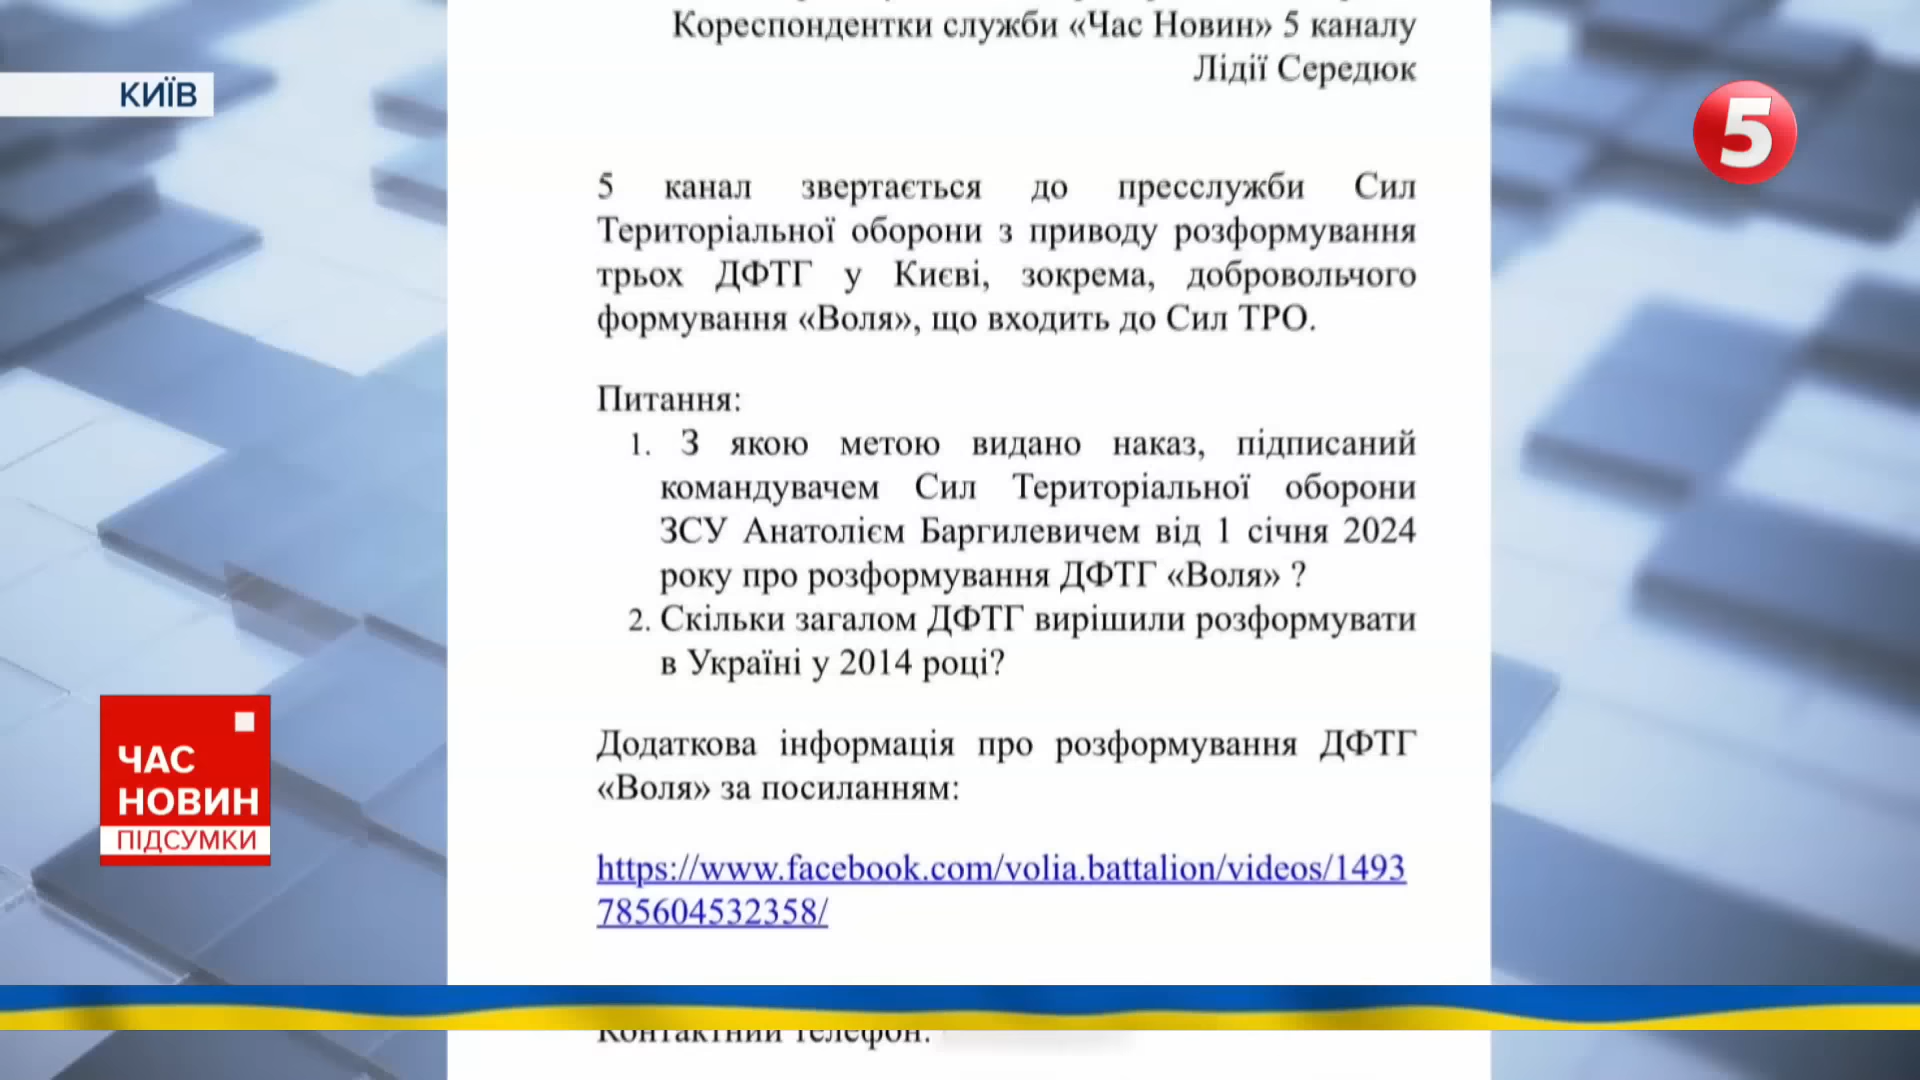 Кореспондентки служби «Час Новин» 5 каналу
Лідії Середюк
КИЇВ
5
5 канал звертається до пресслужби Сил
Територіальної оборони з приводу розформування
трьох ДФТГ у Києві, зокрема, добровольчого
формування «Воля», що входить до Сил ТРО.
Питання:
1. З якою метою видано наказ, підписаний
командувачем Сил Територіальної оборони
ЗСУ Анатолієм Баргилевичем від 1 січня 2024
року про розформування ДФТГ «Воля» ?
2. Скільки загалом ДФТГ вирішили розформувати
в Україні у 2014 році?
Додаткова інформація про розформування ДФТГ
«Воля» за посиланням:
https://www.facebook.com/volia.battalion/videos/1493
785604532358/
ЧАС
НОВИН
ПІДСУМКИ
Контактний телефон: